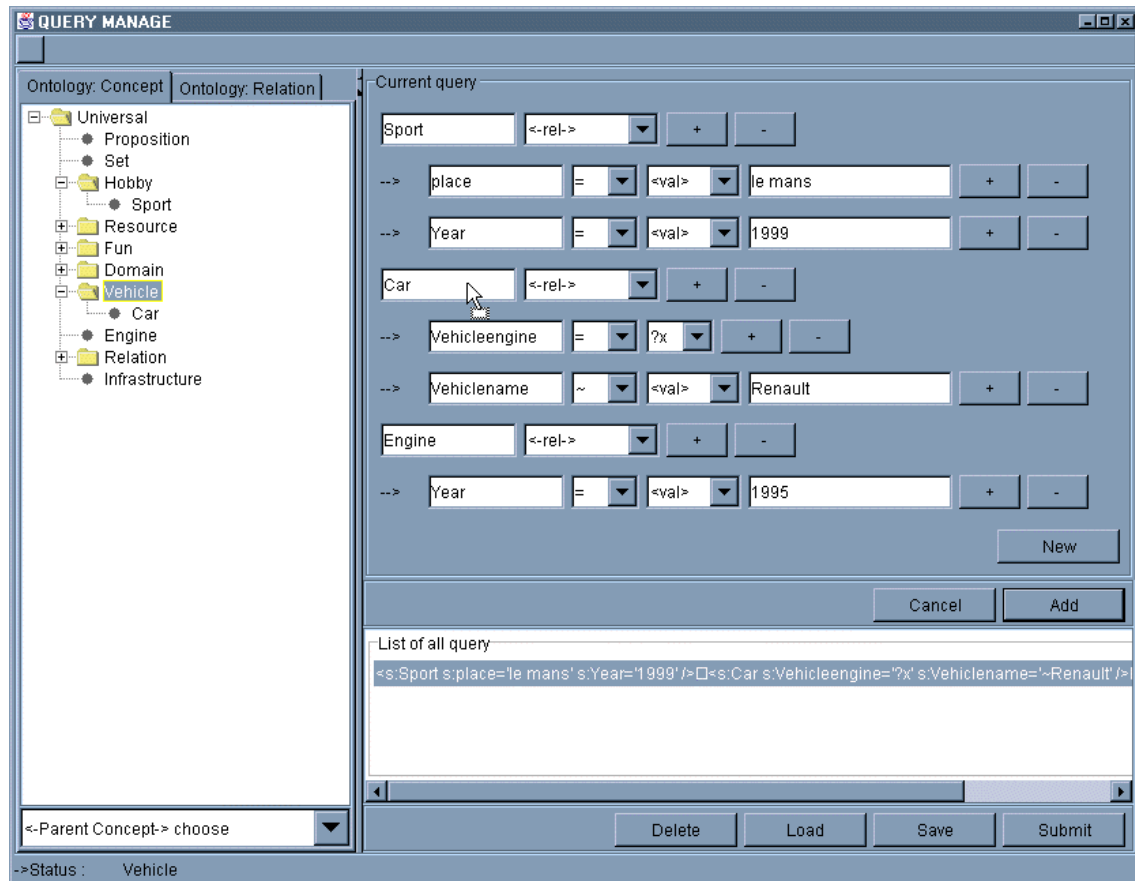 QUERY MANAGE
Ontology: Concept Ontology: Relation
Universal
Proposition
Set
Hobby
Sport
Resource
Fun
Domain
Vehicle
Car
Engine
Relation
Infrastructure
<-Parent Concept-> choose
Current query
Sport <-rel-> + -
--> place = <val> le mans + -
--> Year = <val> 1999 + -
Car <-rel-> + -
--> Vehicleengine = ?x + -
--> Vehiclename ~ <val> Renault + -
Engine <-rel-> + -
--> Year = <val> 1995 + -
New
Cancel Add
List of all query
<s:Sport s:place='le mans' s:Year='1999' />□<s:Car s:Vehicleengine='?x' s:Vehiclename='~Renault' />
Delete Load Save Submit
->Status : Vehicle